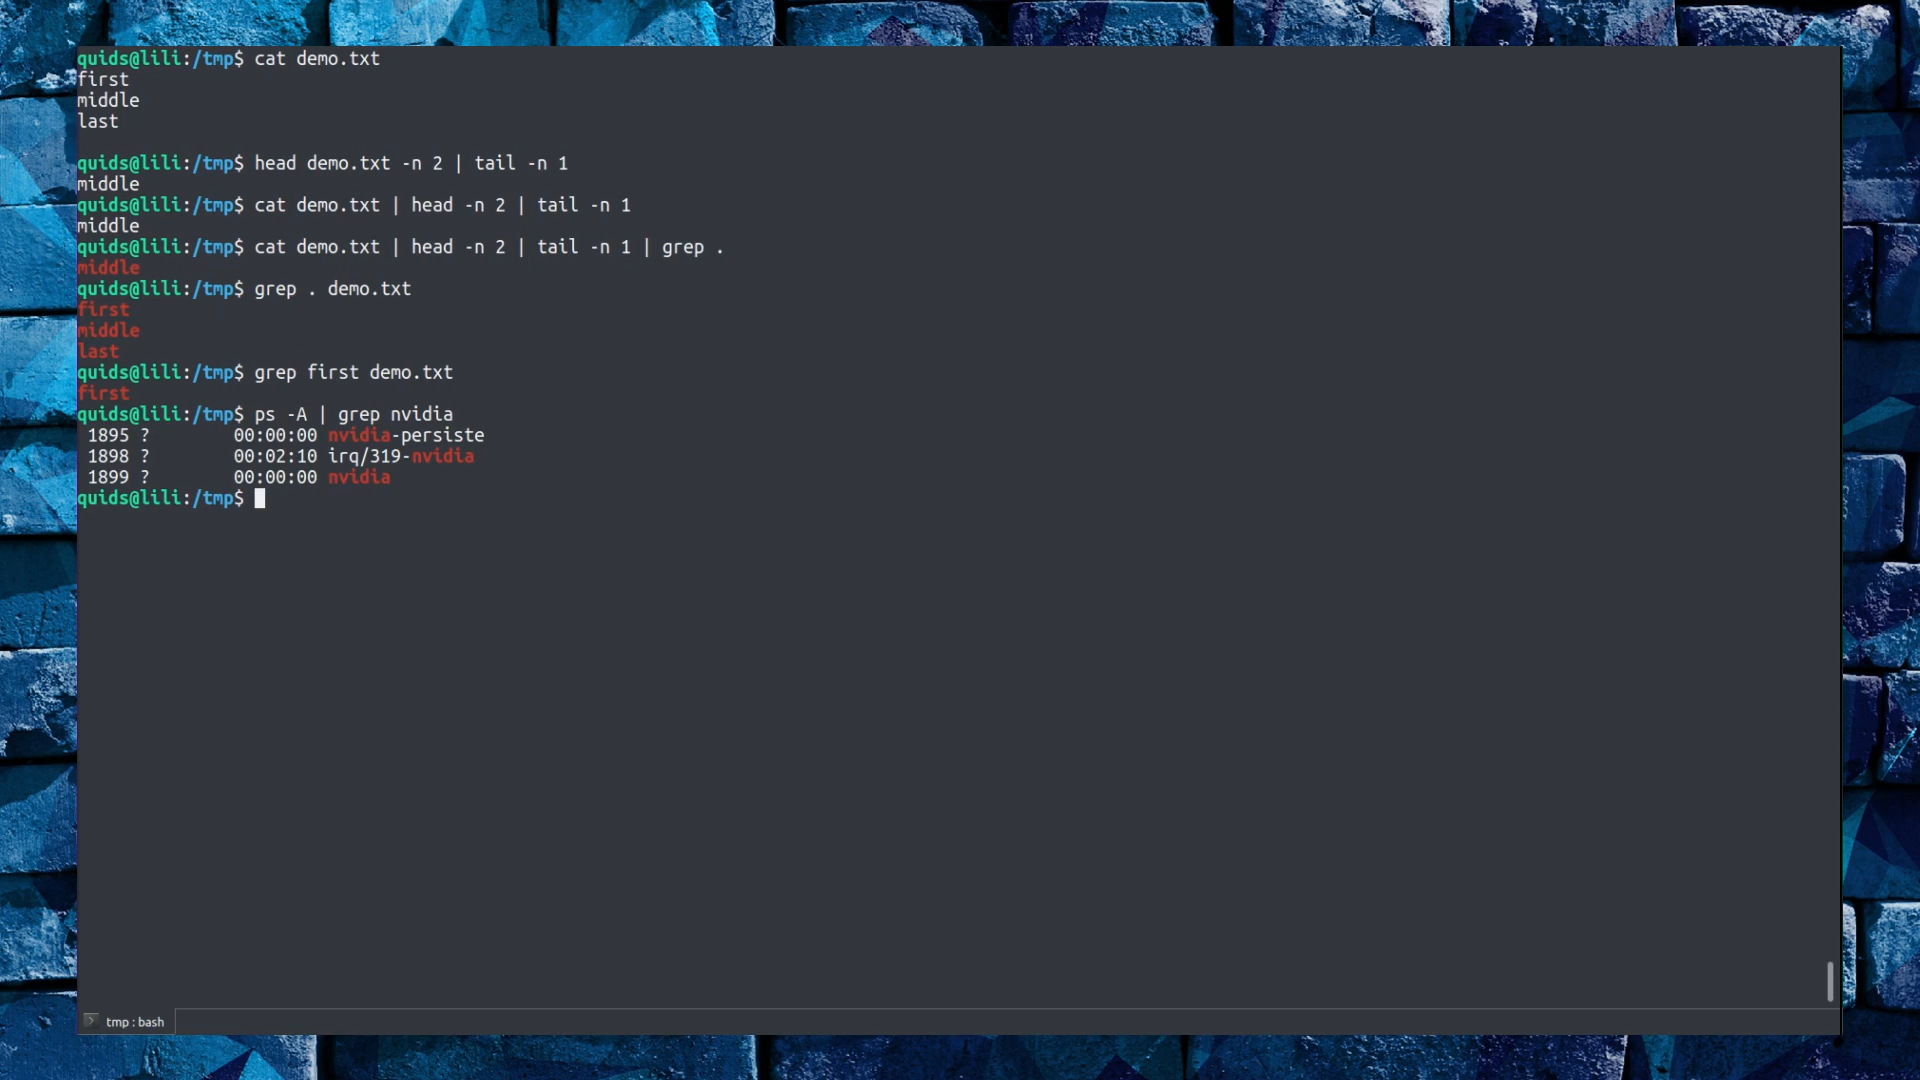 quids@lili:/tmp$ cat demo.txt
first
middle
last

quids@lili:/tmp$ head demo.txt -n 2 | tail -n 1
middle
quids@lili:/tmp$ cat demo.txt | head -n 2 | tail -n 1
middle
quids@lili:/tmp$ cat demo.txt | head -n 2 | tail -n 1 | grep .
middle
quids@lili:/tmp$ grep . demo.txt
first
middle
last
quids@lili:/tmp$ grep first demo.txt
first
quids@lili:/tmp$ ps -A | grep nvidia
 1895 ?        00:00:00 nvidia-persiste
 1898 ?        00:02:10 irq/319-nvidia
 1899 ?        00:00:00 nvidia
quids@lili:/tmp$
tmp : bash